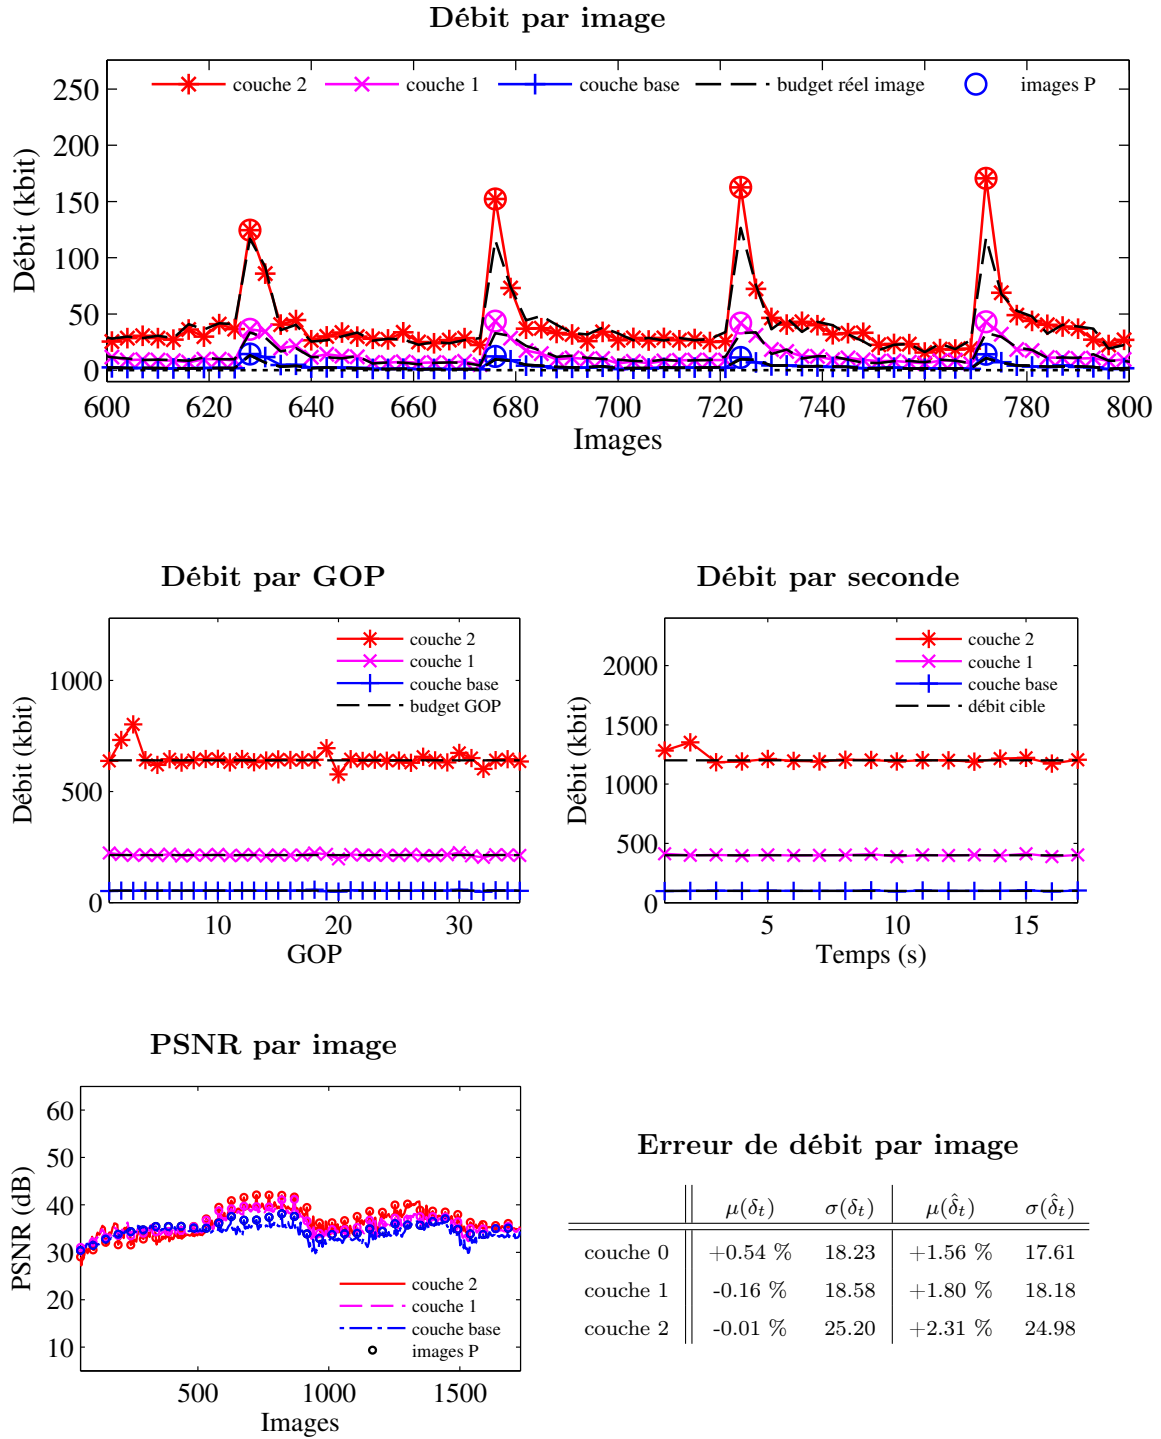 Débit par image
couche 2 couche 1 couche base budget réel image images P
Débit (kbit)
250
200
150
100
50
0
600 620 640 660 680 700 720 740 760 780 800
Images
Débit par GOP
couche 2
couche 1
couche base
budget GOP
Débit (kbit)
1000
500
0
10 20 30
GOP
Débit par seconde
couche 2
couche 1
couche base
débit cible
Débit (kbit)
2000
1500
1000
500
0
5 10 15
Temps (s)
PSNR par image
PSNR (dB)
60
50
40
30
20
10
couche 2
couche 1
couche base
images P
500 1000 1500
Images
Erreur de débit par image
μ(δt) σ(δt) μ(δ̂t) σ(δ̂t)
couche 0 +0.54 % 18.23 +1.56 % 17.61
couche 1 -0.16 % 18.58 +1.80 % 18.18
couche 2 -0.01 % 25.20 +2.31 % 24.98